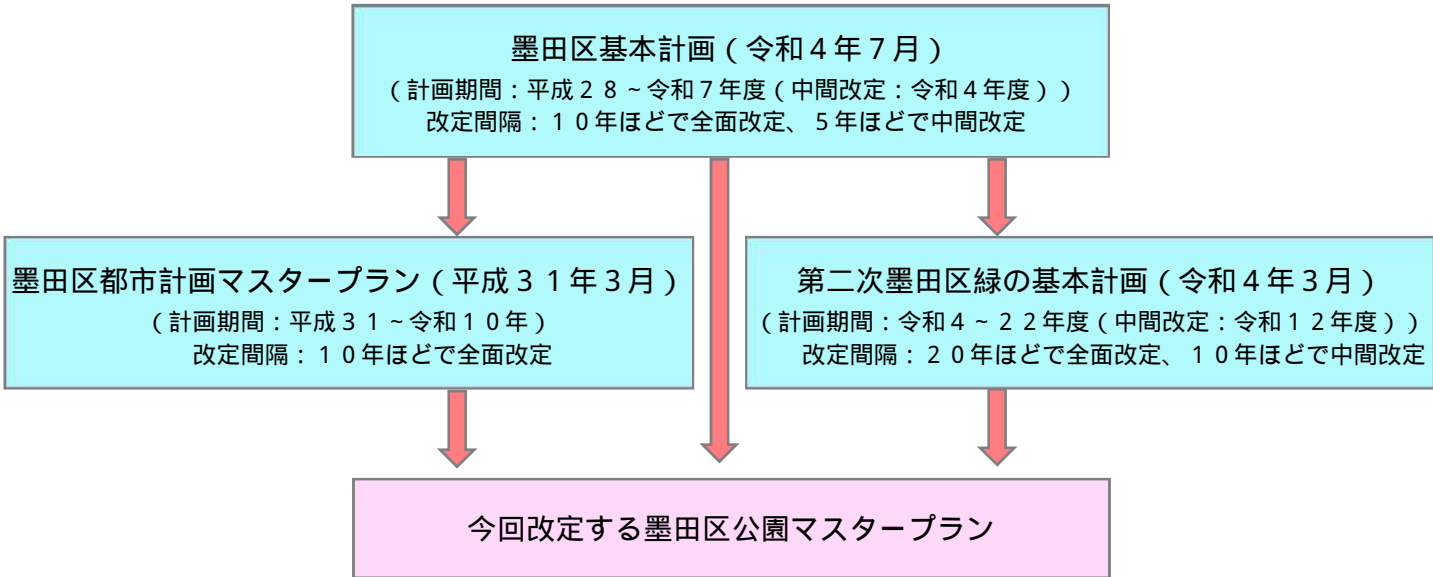 墨田区基本計画（令和４年７月）
（計画期間：平成２８～令和７年度（中間改定：令和４年度））
改定間隔：１０年ほどで全面改定、５年ほどで中間改定
墨田区都市計画マスタープラン（平成３１年３月）
（計画期間：平成３１～令和１０年）
改定間隔：１０年ほどで全面改定
第二次墨田区緑の基本計画（令和４年３月）
（計画期間：令和４～２２年度（中間改定：令和１２年度））
改定間隔：２０年ほどで全面改定、１０年ほどで中間改定
今回改定する墨田区公園マスタープラン